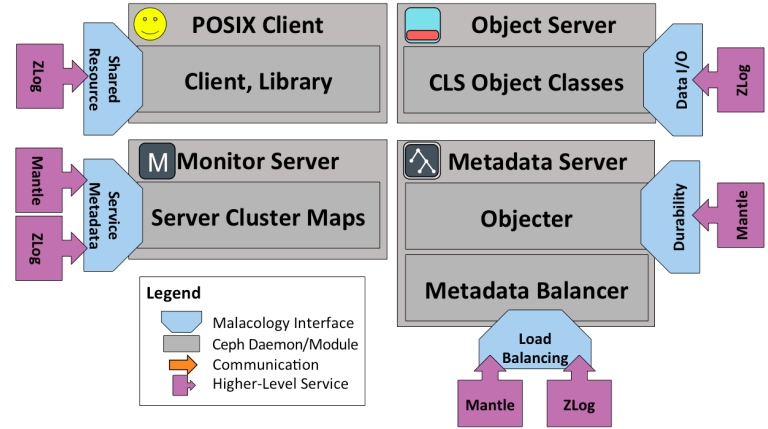 POSIX Client
Client, Library
ZLog
Shared
Resource
Object Server
CLS Object Classes
Data I/O
ZLog
M
Monitor Server
Server Cluster Maps
Mantle
ZLog
Service
Metadata
Metadata Server
Objecter
Metadata Balancer
Durability
Mantle
Load
Balancing
Mantle
ZLog
Legend
Malacology Interface
Ceph Daemon/Module
Communication
Higher-Level Service